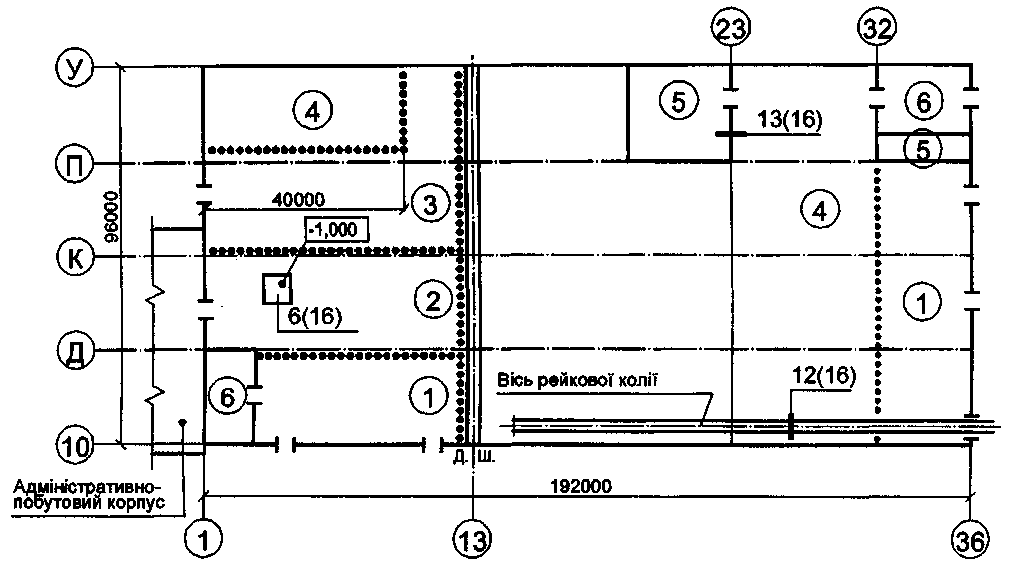 23
32
У
4
5
6
13(16)
5
П
40000
3
4
96000
-1,000
К
2
1
6(16)
Д
Вісь рейкової колії
12(16)
6
1
10
Д.
Ш.
Адміністративно-
побутовий корпус
192000
1
13
36